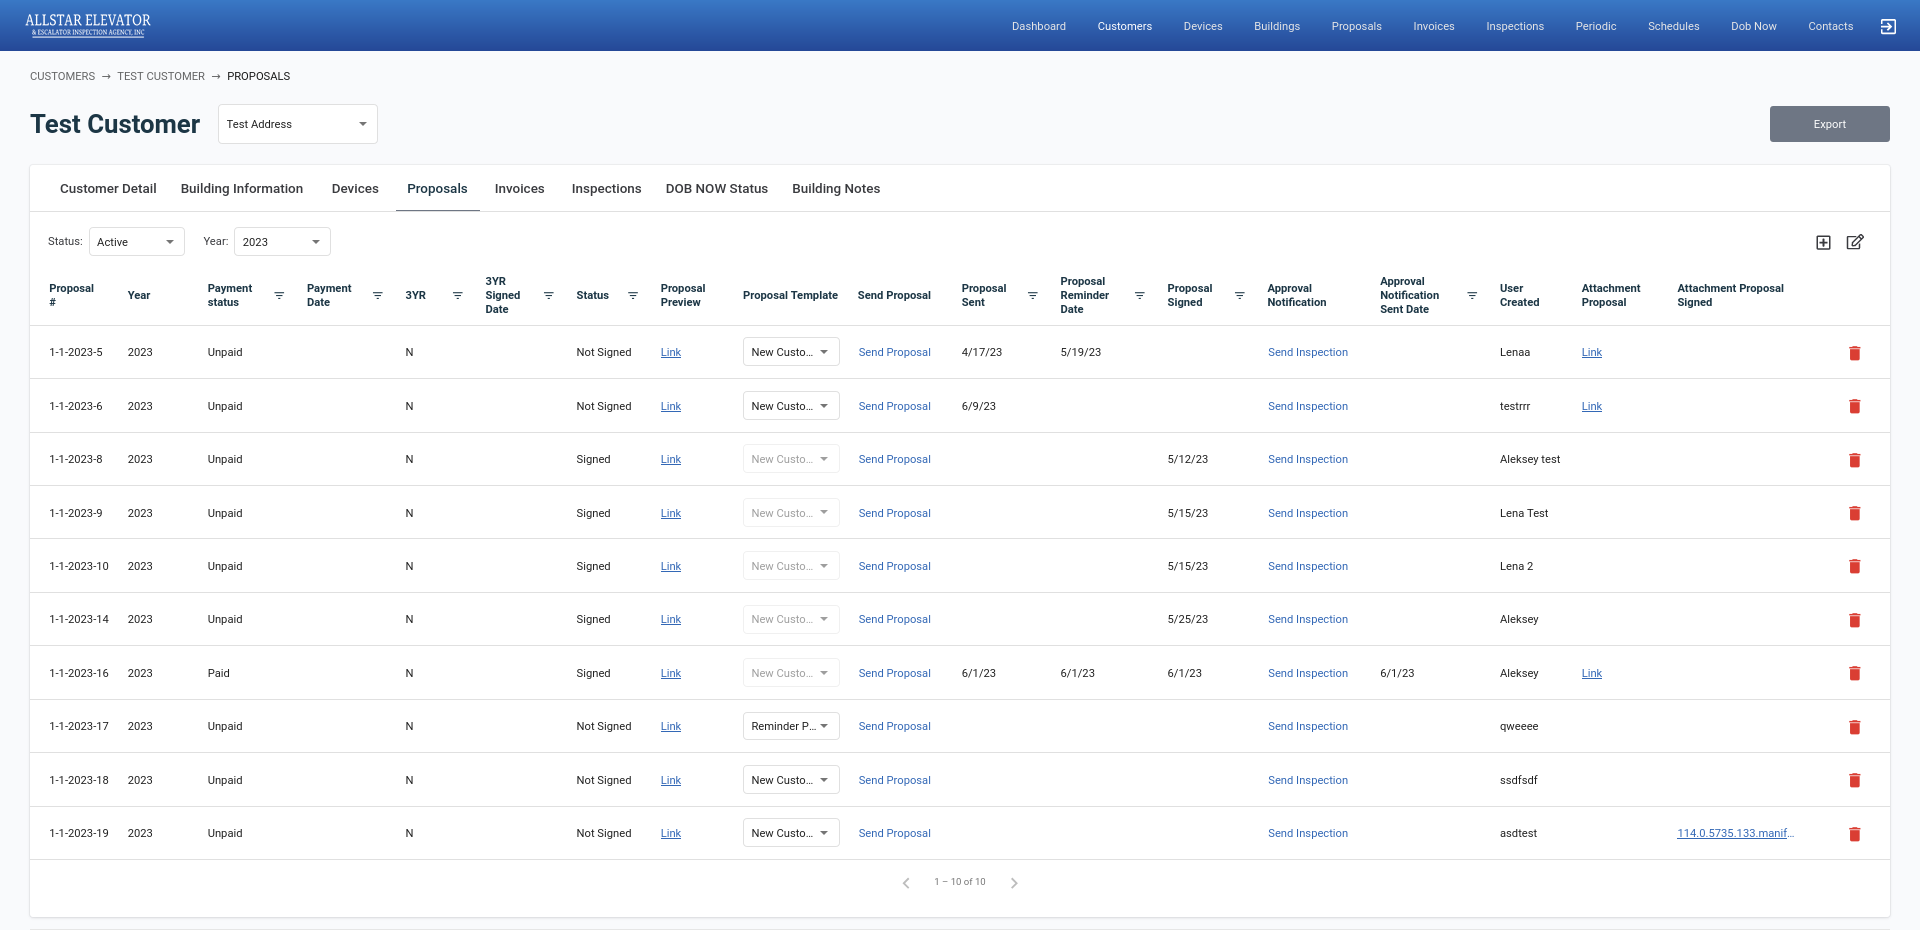 ALLSTAR ELEVATOR
& ESCALATOR INSPECTION AGENCY, INC
Dashboard Customers Devices Buildings Proposals Invoices Inspections Periodic Schedules Dob Now Contacts
CUSTOMERS → TEST CUSTOMER → PROPOSALS
Test Customer Test Address Export
Customer Detail Building Information Devices Proposals Invoices Inspections DOB NOW Status Building Notes
Status: Active Year: 2023
Proposal # Year Payment status Payment Date 3YR 3YR Signed Date Status Proposal Preview Proposal Template Send Proposal Proposal Sent Proposal Reminder Date Proposal Signed Approval Notification Approval Notification Sent Date User Created Attachment Proposal Attachment Proposal Signed
1-1-2023-5 2023 Unpaid N Not Signed Link New Custo... Send Proposal 4/17/23 5/19/23 Send Inspection Lenaa Link
1-1-2023-6 2023 Unpaid N Not Signed Link New Custo... Send Proposal 6/9/23 Send Inspection testrrr Link
1-1-2023-8 2023 Unpaid N Signed Link New Custo... Send Proposal 5/12/23 Send Inspection Aleksey test
1-1-2023-9 2023 Unpaid N Signed Link New Custo... Send Proposal 5/15/23 Send Inspection Lena Test
1-1-2023-10 2023 Unpaid N Signed Link New Custo... Send Proposal 5/15/23 Send Inspection Lena 2
1-1-2023-14 2023 Unpaid N Signed Link New Custo... Send Proposal 5/25/23 Send Inspection Aleksey
1-1-2023-16 2023 Paid N Signed Link New Custo... Send Proposal 6/1/23 6/1/23 6/1/23 Send Inspection 6/1/23 Aleksey Link
1-1-2023-17 2023 Unpaid N Not Signed Link Reminder P... Send Proposal Send Inspection qweeee
1-1-2023-18 2023 Unpaid N Not Signed Link New Custo... Send Proposal Send Inspection ssdfsdf
1-1-2023-19 2023 Unpaid N Not Signed Link New Custo... Send Proposal Send Inspection asdtest 114.0.5735.133.manif...
1 – 10 of 10